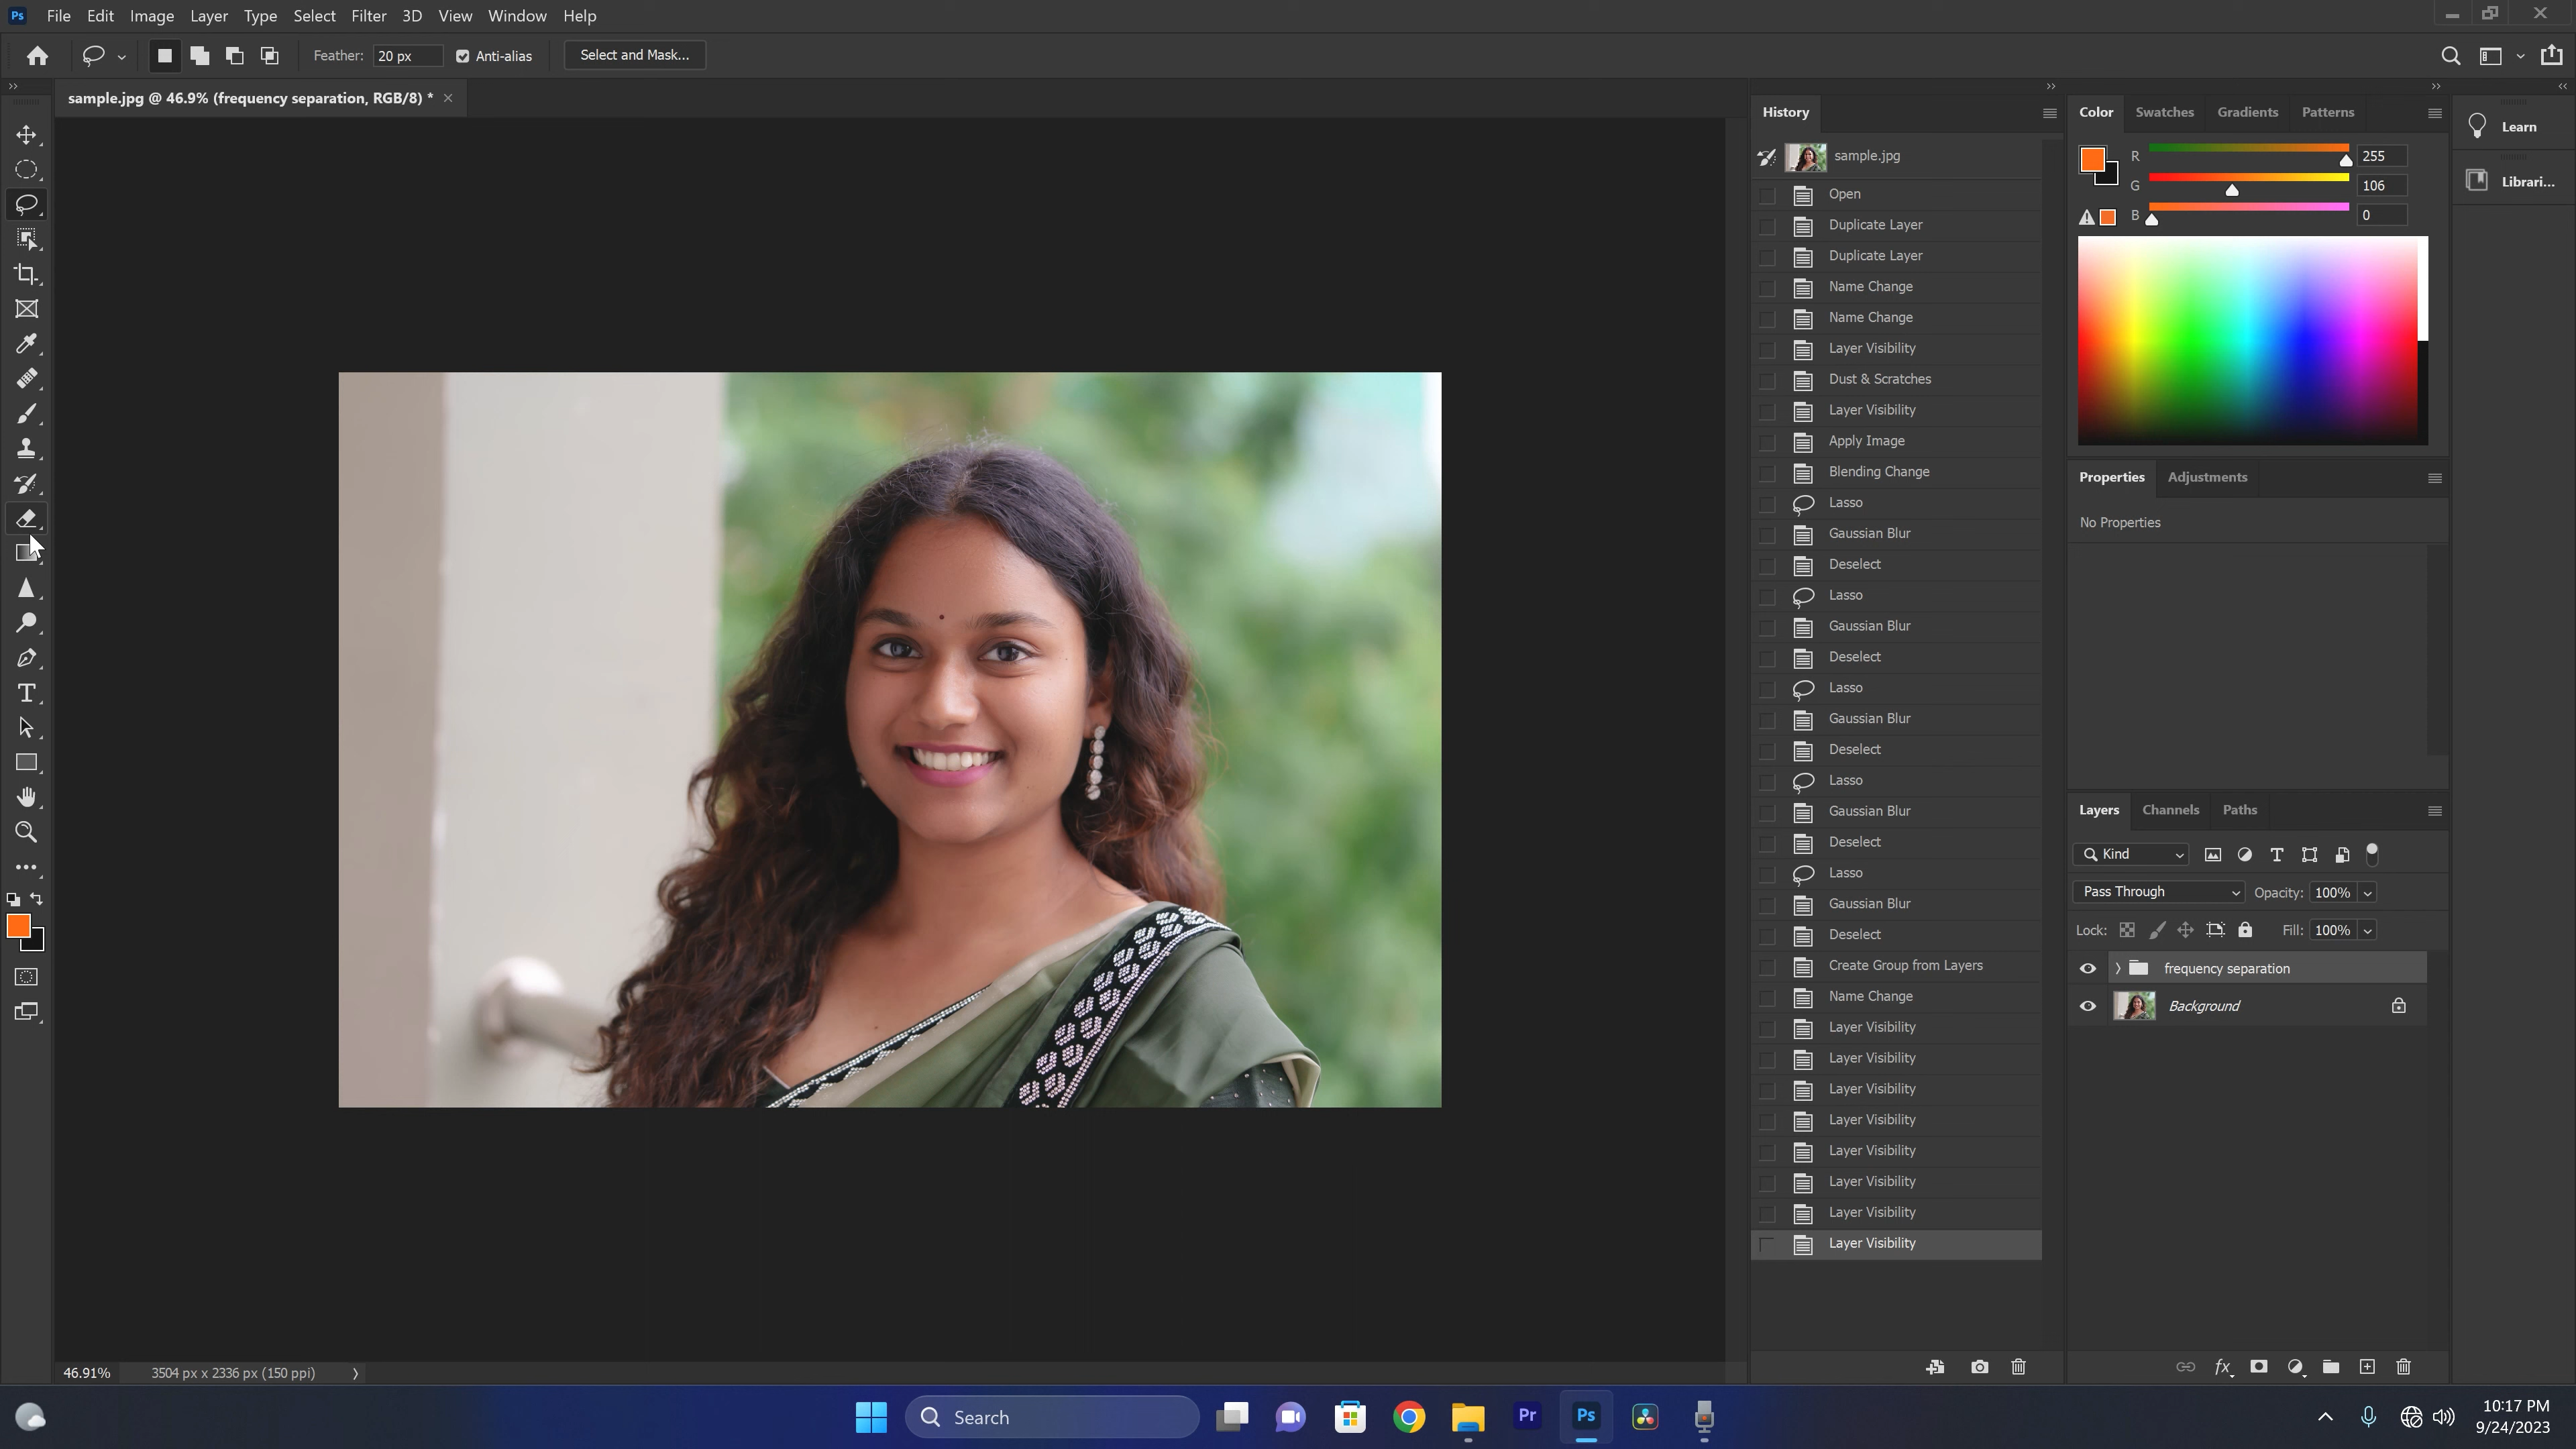 Ps File Edit Image Layer Type Select Filter 3D View Window Help
Feather: 20 px Anti-alias Select and Mask...
sample.jpg @ 46.9% (frequency separation, RGB/8) *
History
sample.jpg
Open
Duplicate Layer
Duplicate Layer
Name Change
Name Change
Layer Visibility
Dust & Scratches
Layer Visibility
Apply Image
Blending Change
Lasso
Gaussian Blur
Deselect
Lasso
Gaussian Blur
Deselect
Lasso
Gaussian Blur
Deselect
Lasso
Gaussian Blur
Deselect
Lasso
Gaussian Blur
Deselect
Create Group from Layers
Name Change
Layer Visibility
Layer Visibility
Layer Visibility
Layer Visibility
Layer Visibility
Layer Visibility
Layer Visibility
Layer Visibility
Color Swatches Gradients Patterns
R 255
G 106
B 0
Learn
Librari...
Properties Adjustments
No Properties
Layers Channels Paths
Kind
Pass Through Opacity: 100%
Lock: Fill: 100%
frequency separation
Background
46.91% 3504 px x 2336 px (150 ppi)
Search
Pr
Ps
10:17 PM
9/24/2023